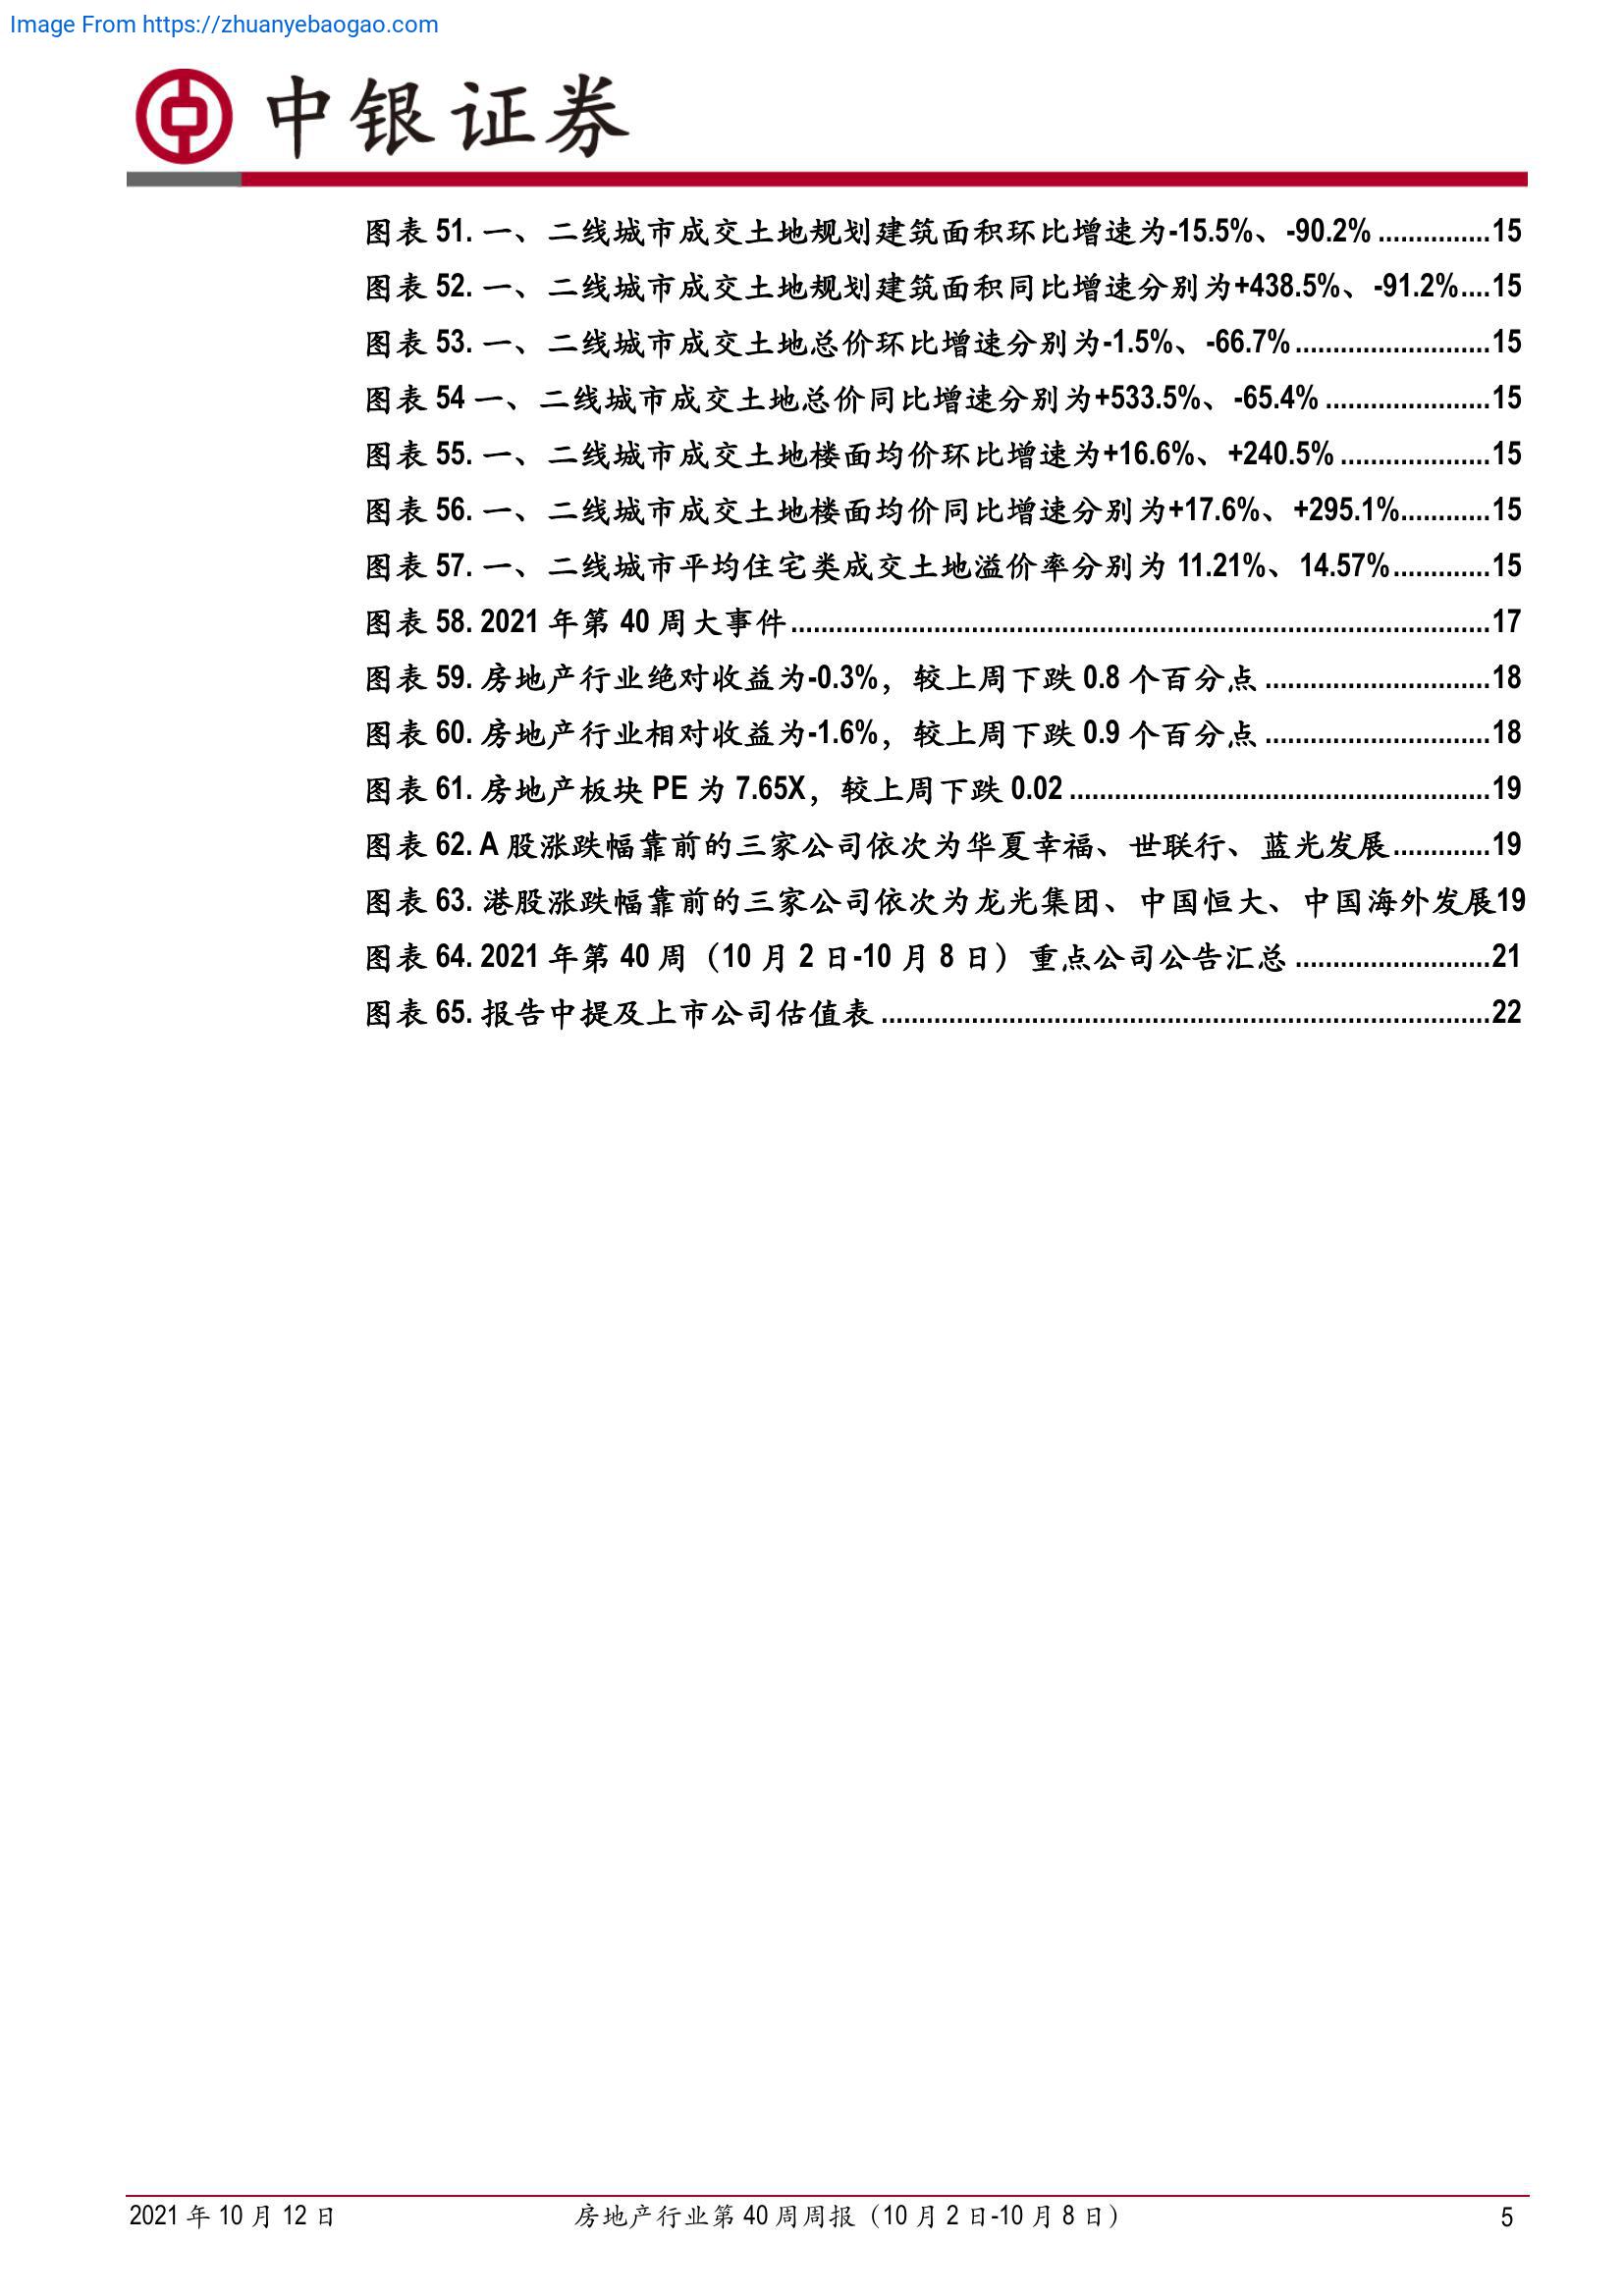 Image From https://zhuanyebaogao.com
中银证券
图表 51. 一、二线城市成交土地规划建筑面积环比增速为-15.5%、-90.2% ...............15
图表 52. 一、二线城市成交土地规划建筑面积同比增速分别为+438.5%、-91.2%....15
图表 53. 一、二线城市成交土地总价环比增速分别为-1.5%、-66.7% ..........................15
图表 54 一、二线城市成交土地总价同比增速分别为+533.5%、-65.4% ......................15
图表 55. 一、二线城市成交土地楼面均价环比增速为+16.6%、+240.5% ....................15
图表 56. 一、二线城市成交土地楼面均价同比增速分别为+17.6%、+295.1%............15
图表 57. 一、二线城市平均住宅类成交土地溢价率分别为 11.21%、14.57%.............15
图表 58. 2021 年第 40 周大事件.............................................................................................17
图表 59. 房地产行业绝对收益为-0.3%，较上周下跌 0.8 个百分点 ..............................18
图表 60. 房地产行业相对收益为-1.6%，较上周下跌 0.9 个百分点 ..............................18
图表 61. 房地产板块 PE 为 7.65X，较上周下跌 0.02 ........................................................19
图表 62. A 股涨跌幅靠前的三家公司依次为华夏幸福、世联行、蓝光发展.............19
图表 63. 港股涨跌幅靠前的三家公司依次为龙光集团、中国恒大、中国海外发展19
图表 64. 2021 年第 40 周（10 月 2 日-10 月 8 日）重点公司公告汇总 ..........................21
图表 65. 报告中提及上市公司估值表 .................................................................................22
2021 年 10 月 12 日
房地产行业第 40 周周报（10 月 2 日-10 月 8 日）
5